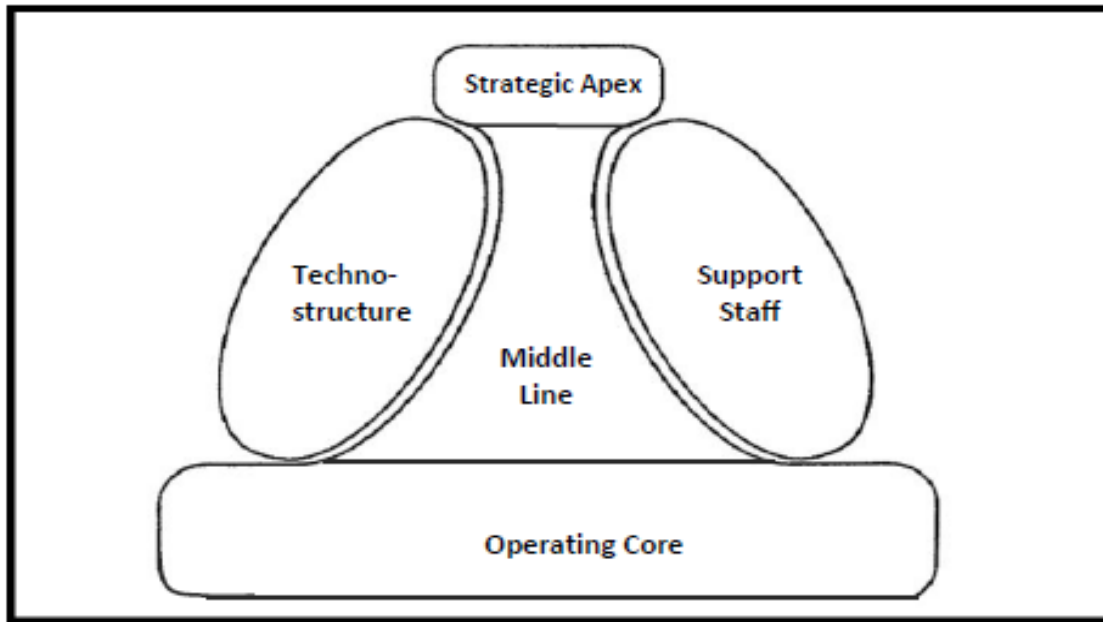 Strategic Apex
Techno-
structure
Support
Staff
Middle
Line
Operating Core